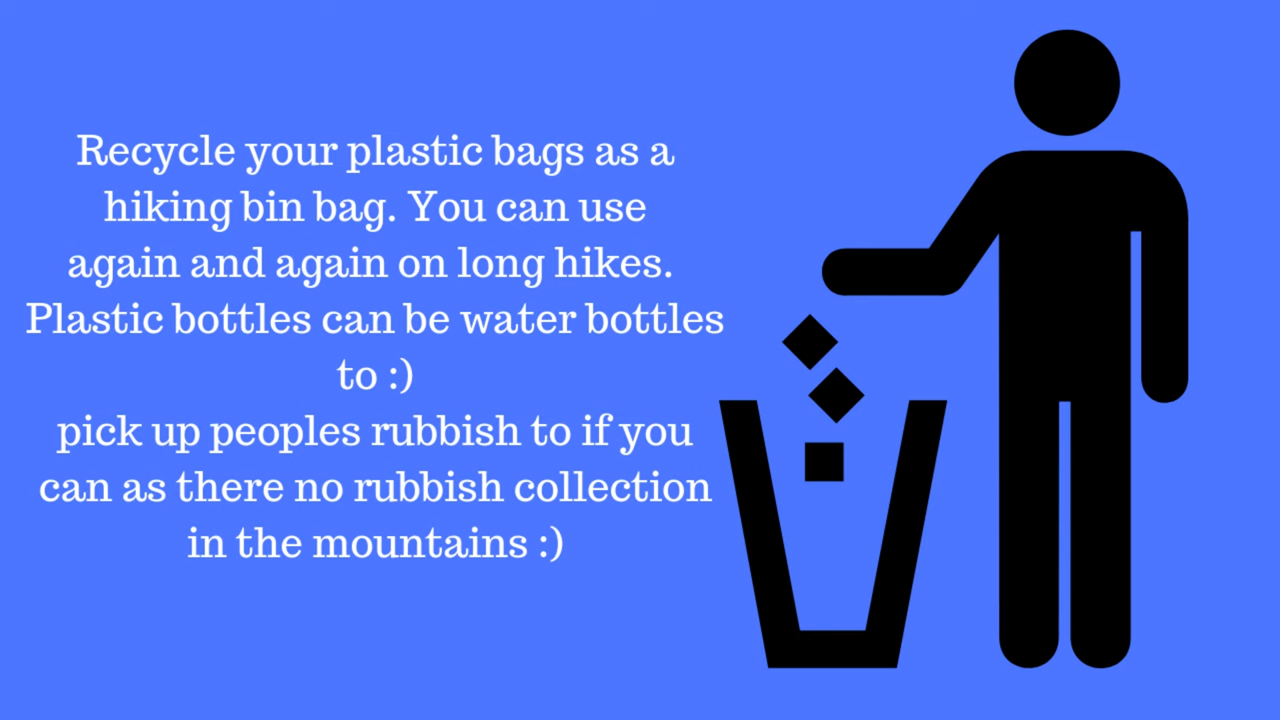 Recycle your plastic bags as a
hiking bin bag. You can use
again and again on long hikes.
Plastic bottles can be water bottles
to :)
pick up peoples rubbish to if you
can as there no rubbish collection
in the mountains :)